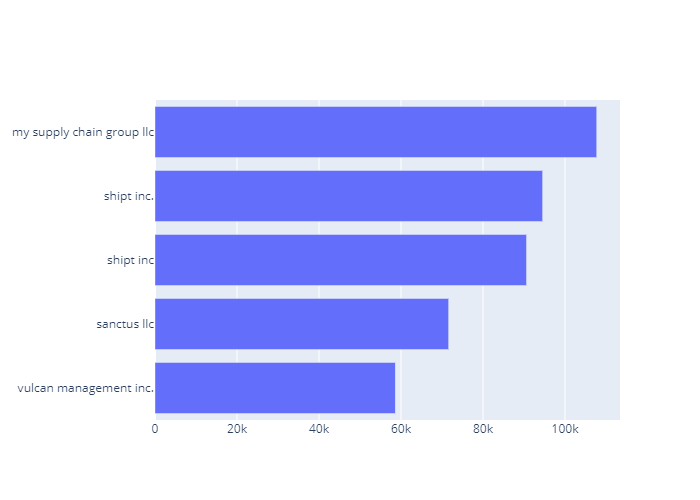 my supply chain group llc
shipt inc.
shipt inc
sanctus llc
vulcan management inc.
0 20k 40k 60k 80k 100k